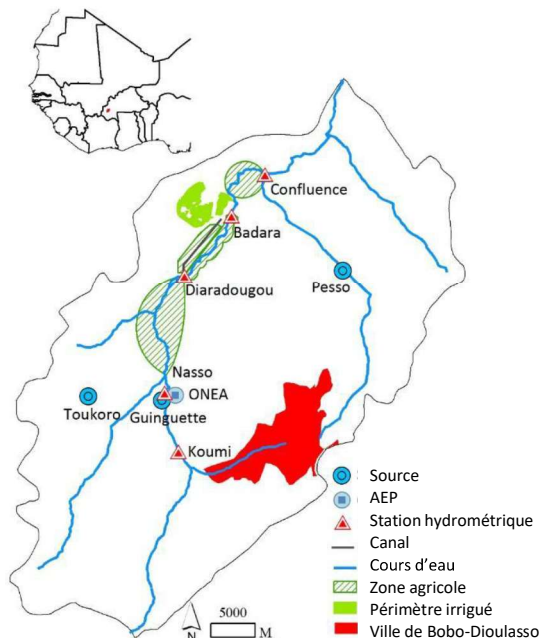 Confluence
Badara
Diaradougou
Pesso
Nasso
ONEA
Toukoro
Guinguette
Koumi
Source
AEP
Station hydrométrique
Canal
Cours d'eau
Zone agricole
Périmètre irrigué
Ville de Bobo-Dioulasso
5000
N
M